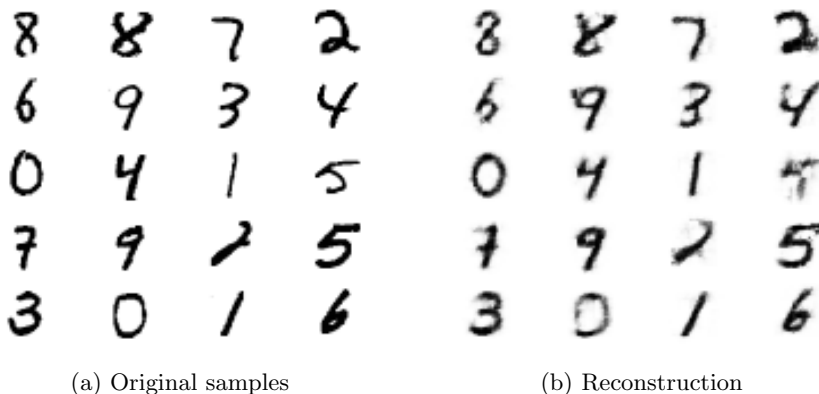 8 8 7 2 8 8 7 2
6 9 3 4 6 9 3 4
0 4 1 5 0 4 1
7 9 2 5 7 9 2 5
3 0 1 6 3 0 1 6
(a) Original samples (b) Reconstruction